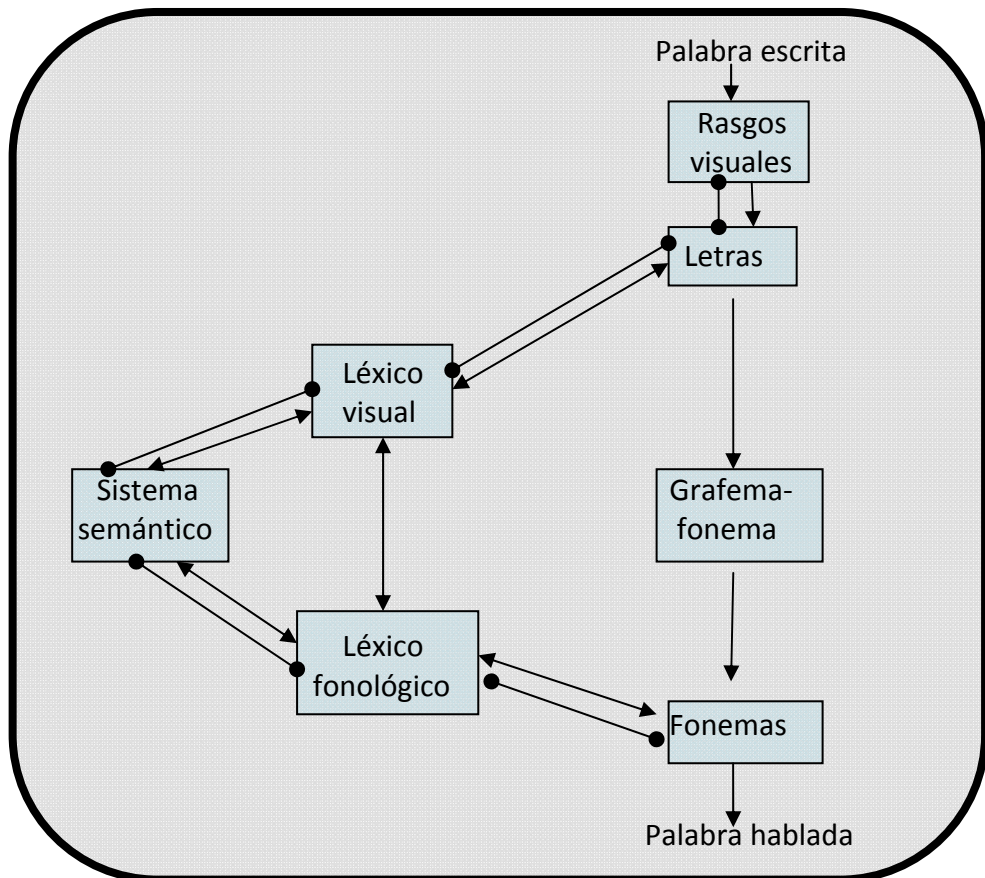 Palabra escrita
Rasgos
visuales
Letras
Léxico
visual
Sistema
semántico
Grafema-
fonema
Léxico
fonológico
Fonemas
Palabra hablada